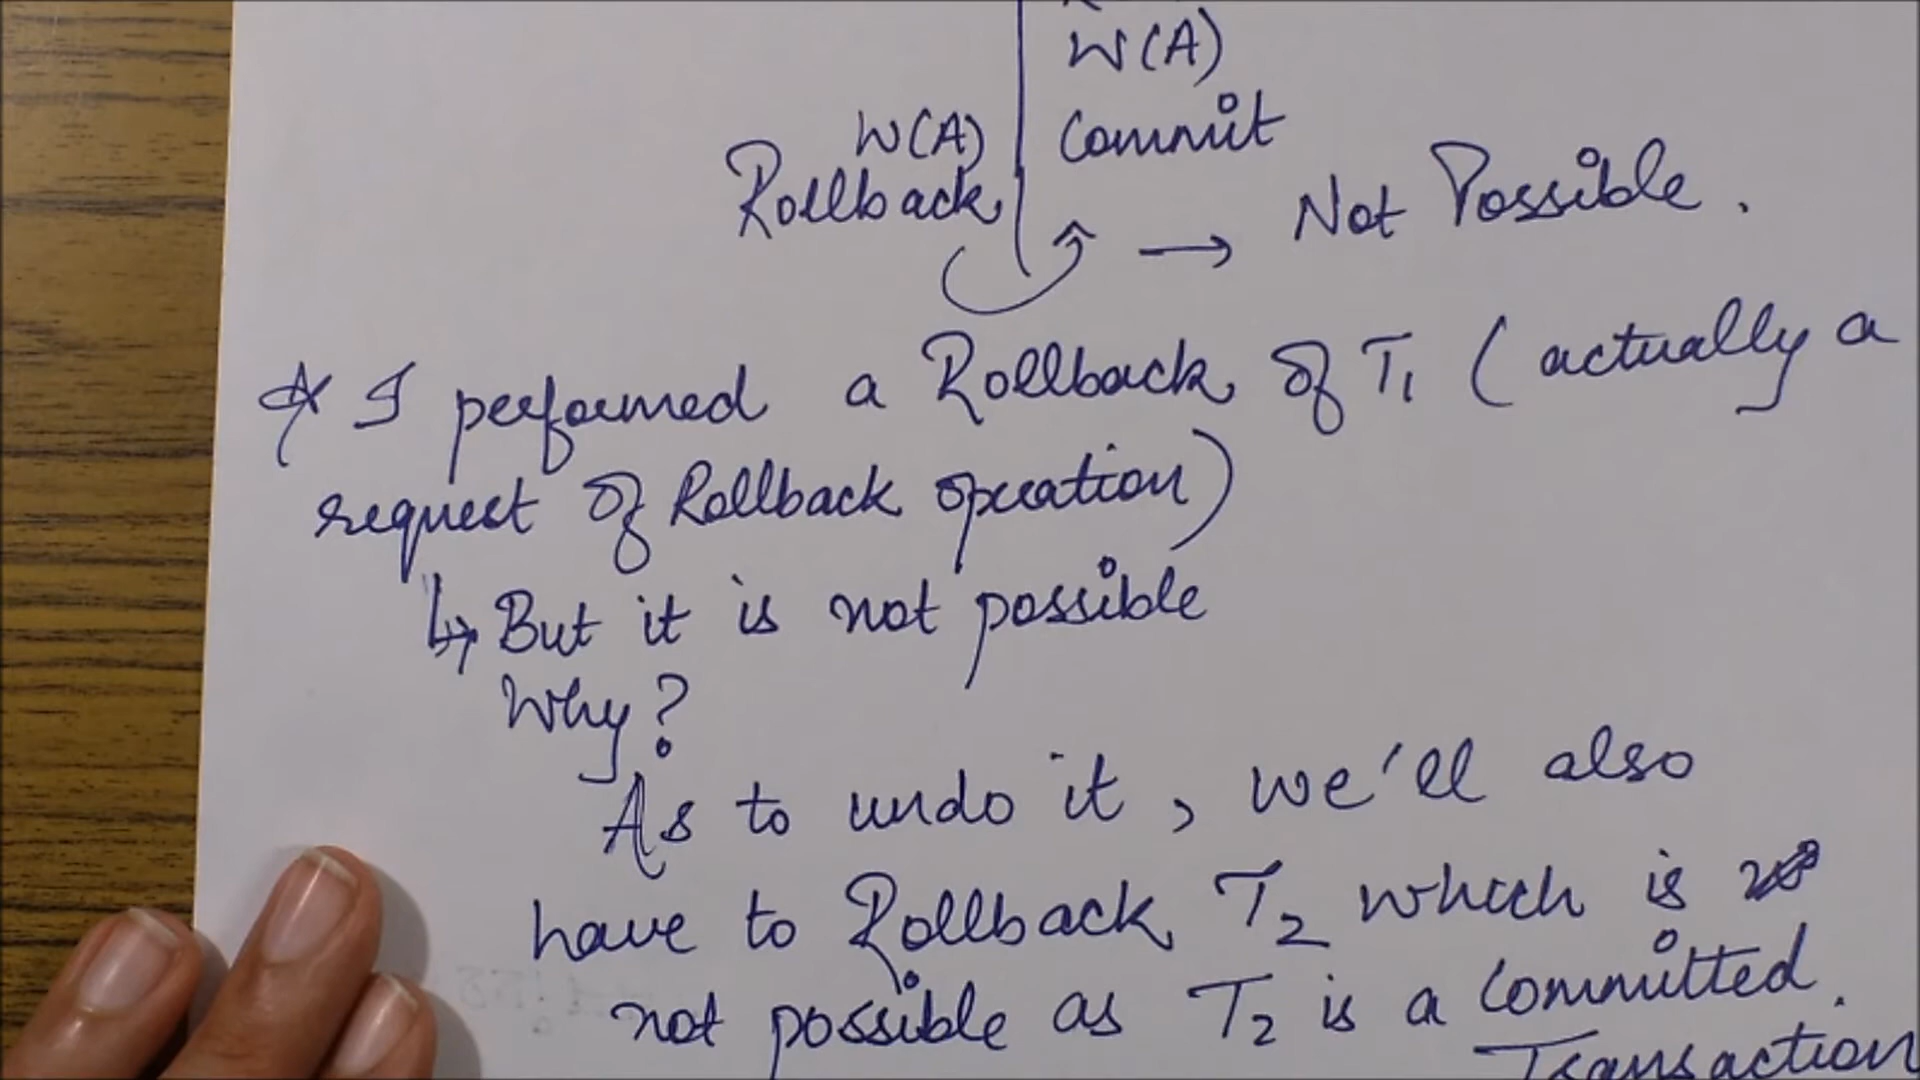 W(A)
W(A) Commit
Rollback
→ Not Possible.
* I performed a Rollback of T1 (actually a
request of Rollback operation)
↳ But it is not possible
Why?
As to undo it, we'll also
have to Rollback T2 which is
not possible as T2 is a Committed
Transaction